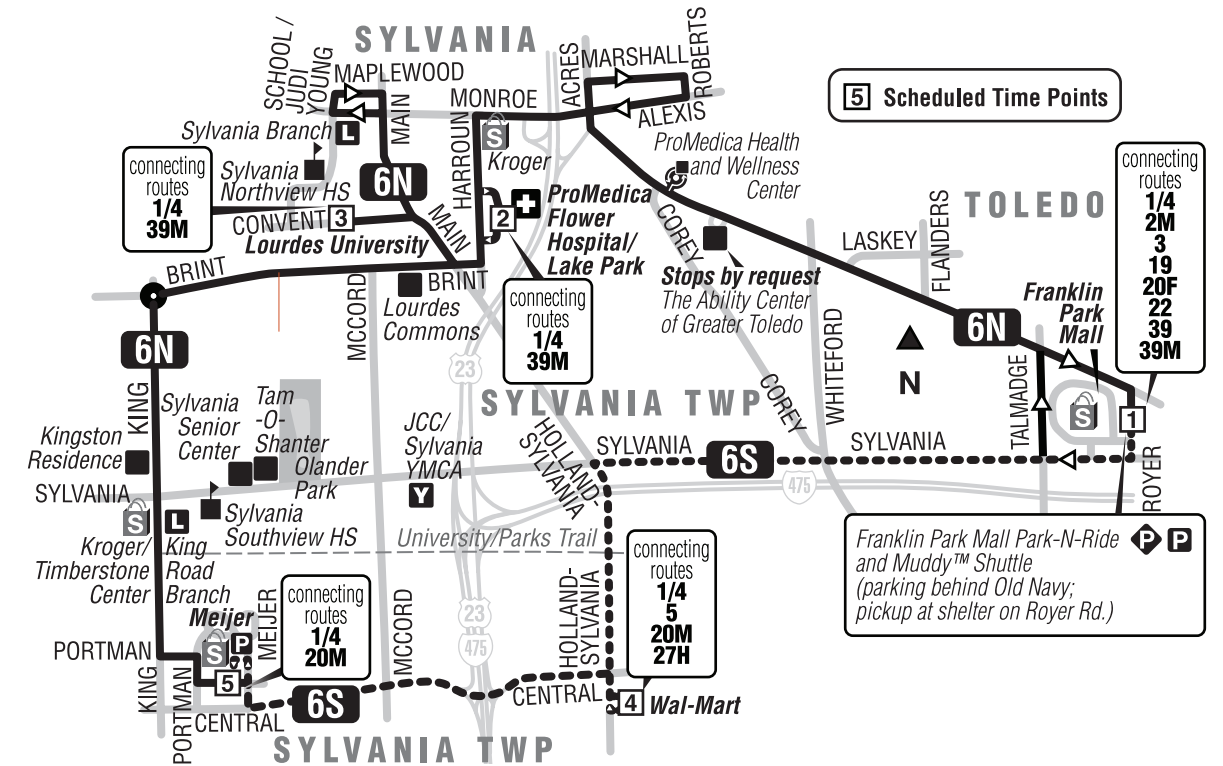 SYLVANIA
SCHOOL /
JUDI
YOUNG
MAPLEWOOD
MAIN
MONROE
ACRES
MARSHALL
ROBERTS
ALEXIS
5 Scheduled Time Points
Sylvania Branch
L
S
Kroger
HARROUN
ProMedica Health
and Wellness
Center
connecting
routes
1/4
39M
Sylvania
Northview HS
6N
CONVENT
3
Lourdes University
MAIN
2
ProMedica
Flower
Hospital/
Lake Park
connecting
routes
1/4
2M
3
19
20F
22
39
39M
TOLEDO
COREY
LASKEY
FLANDERS
BRINT
BRINT
MCCORD
Lourdes
Commons
connecting
routes
1/4
39M
Stops by request
The Ability Center
of Greater Toledo
Franklin
Park
Mall
6N
6N
N
WHITEFORD
TALMADGE
23
KING
Sylvania
Senior
Center
Tam
-O-
Shanter
SYLVANIA TWP
COREY
S
1
Kingston
Residence
Olander
Park
JCC/
Sylvania
YMCA
Y
HOLLAND-
SYLVANIA
SYLVANIA
6S
SYLVANIA
ROYER
475
SYLVANIA
S
L
Sylvania
Southview HS
University/Parks Trail
Kroger/
Timberstone
Center
King
Road
Branch
Franklin Park Mall Park-N-Ride P P
and Muddy™ Shuttle
(parking behind Old Navy;
pickup at shelter on Royer Rd.)
connecting
routes
1/4
5
20M
27H
Meijer
S
P
MEIJER
connecting
routes
1/4
20M
MCCORD
23
475
HOLLAND-
SYLVANIA
PORTMAN
KING
PORTMAN
5
CENTRAL
6S
CENTRAL
4
Wal-Mart
SYLVANIA TWP